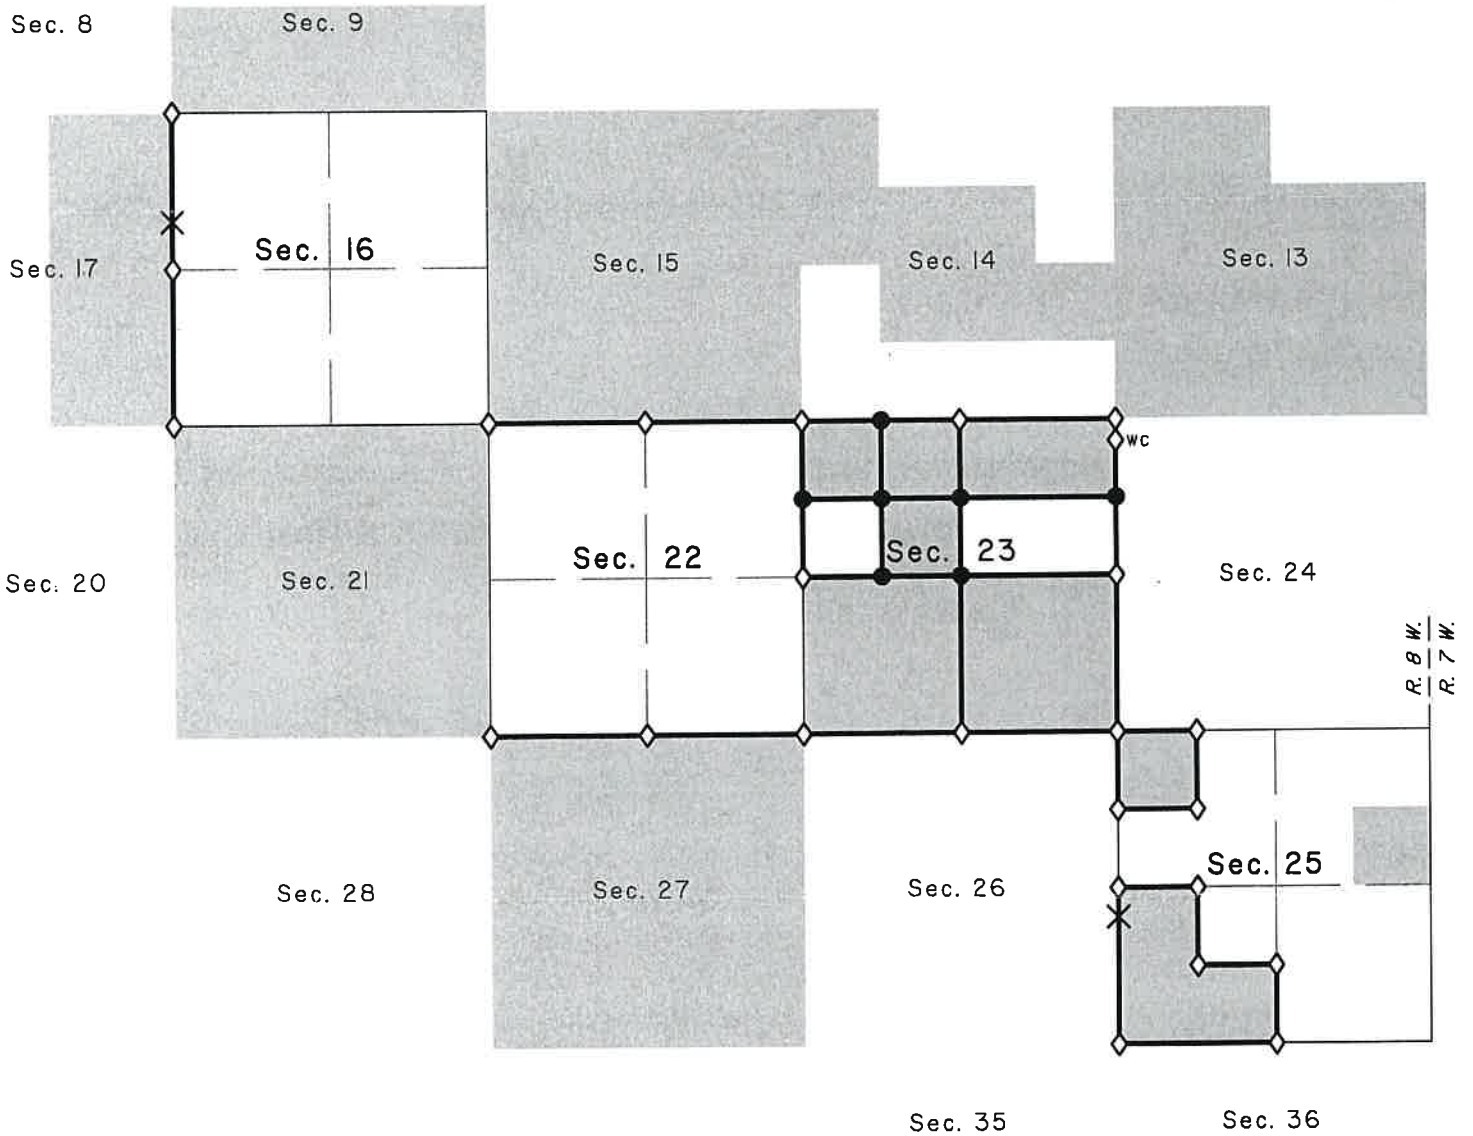 Sec. 8
Sec. 9
Sec. 17
Sec. 16
Sec. 15
Sec. 14
Sec. 13
WC
Sec. 20
Sec. 21
Sec. 22
Sec. 23
Sec. 24
R. 8 W.
R. 7 W.
Sec. 28
Sec. 27
Sec. 26
Sec. 25
Sec. 35
Sec. 36